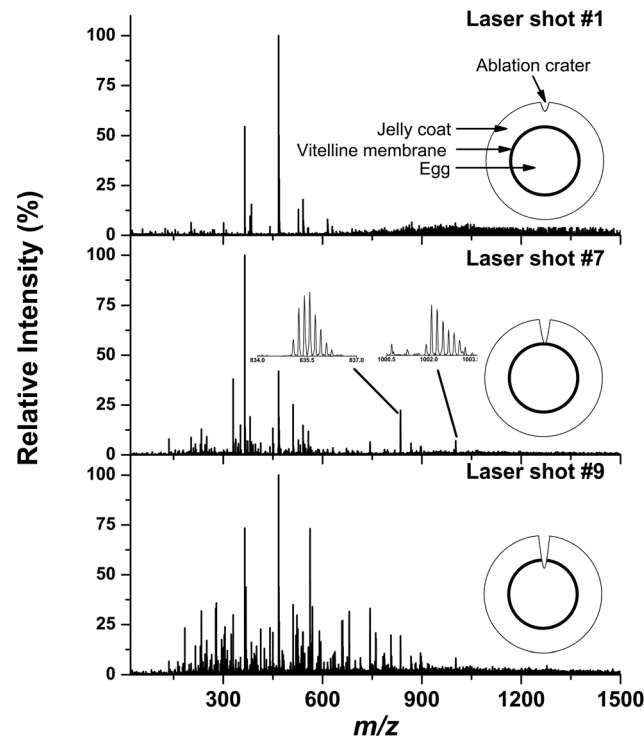 Relative Intensity (%)
Laser shot #1
100
75
50
25
0
Ablation crater
Jelly coat
Vitelline membrane
Egg
Laser shot #7
100
75
50
25
0
834.0 835.5 837.0
1000.5 1002.0 1003.
Laser shot #9
100
75
50
25
0
300 600 900 1200 1500
m/z